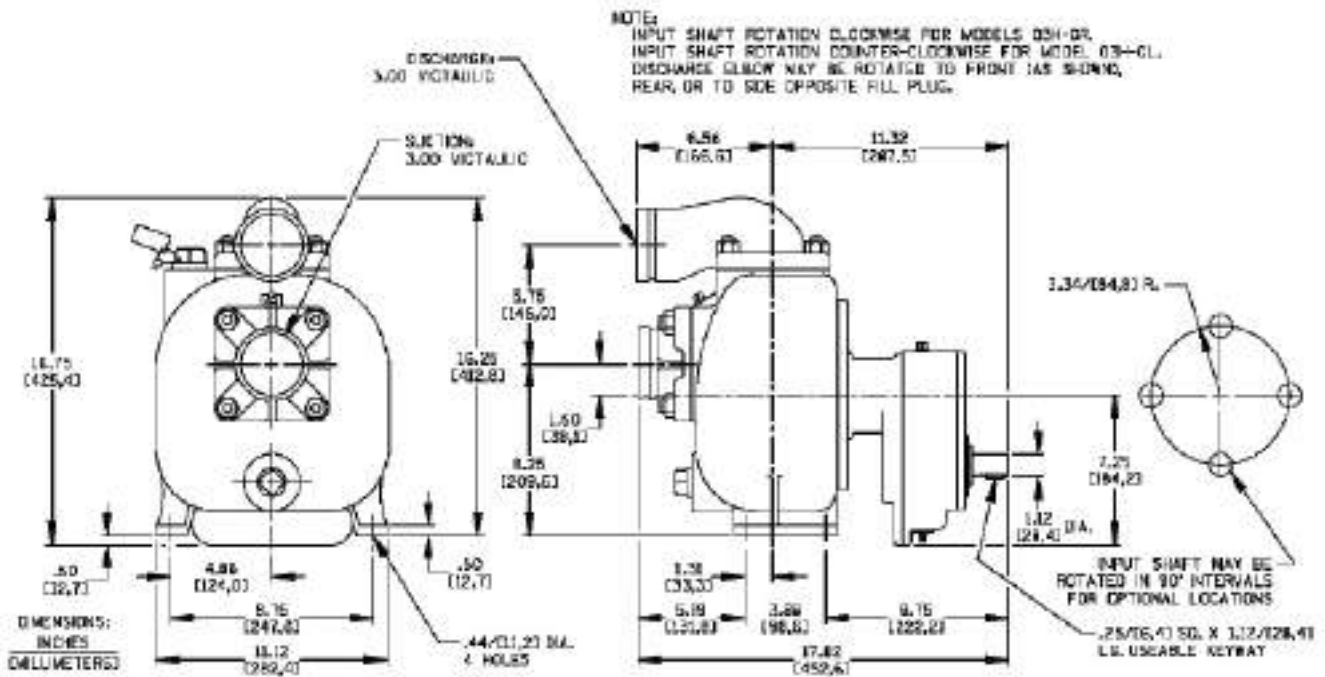 NOTE:
INPUT SHAFT ROTATION CLOCKWISE FOR MODELS 03H-GR.
INPUT SHAFT ROTATION COUNTER-CLOCKWISE FOR MODEL 03H-GL.
DISCHARGE ELBOW MAY BE ROTATED TO FRONT (AS SHOWN),
REAR, OR TO SIDE OPPOSITE FILL PLUG.
DISCHARGE:
3.00 VICTAULIC
SUCTION:
3.00 VICTAULIC
[166,6]
11.32
[287,5]
16.75
[425,4]
16.25
[412,8]
5.75
[146,0]
1.50
8.25
[209,6]
3.34/[84,8] R.
7.25
[184,2]
1.12
[28,4] DIA.
INPUT SHAFT MAY BE
ROTATED IN 90° INTERVALS
FOR OPTIONAL LOCATIONS
.25/[6,4] SQ. X 1.12/[28,4]
LG. USEABLE KEYWAY
.50
[12,7]
[124,0]
.50
[12,7]
9.75
[247,6]
11.12
[282,4]
.44/[11,2] DIA.
4 HOLES
1.31
[33,3]
5.19
[131,8]
3.88
[98,6]
8.75
[222,2]
17.82
[452,6]
DIMENSIONS:
INCHES
[MILLIMETERS]